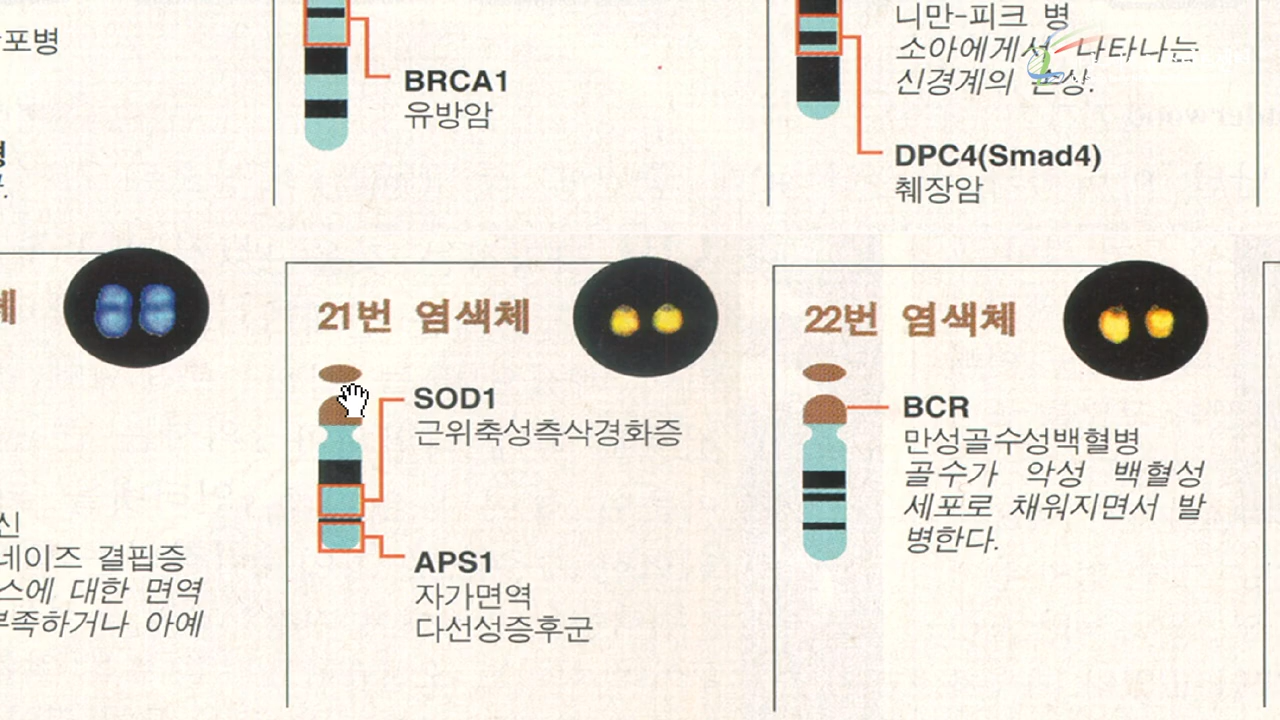 포병
BRCA1
유방암
니만-피크 병
소아에게서 나타나는
신경계의 손상.
DPC4(Smad4)
췌장암
21번 염색체
SOD1
근위축성측삭경화증
APS1
자가면역
다선성증후군
22번 염색체
BCR
만성골수성백혈병
골수가 악성 백혈성
세포로 채워지면서 발
병한다.
신
네이즈 결핍증
스에 대한 면역
부족하거나 아예